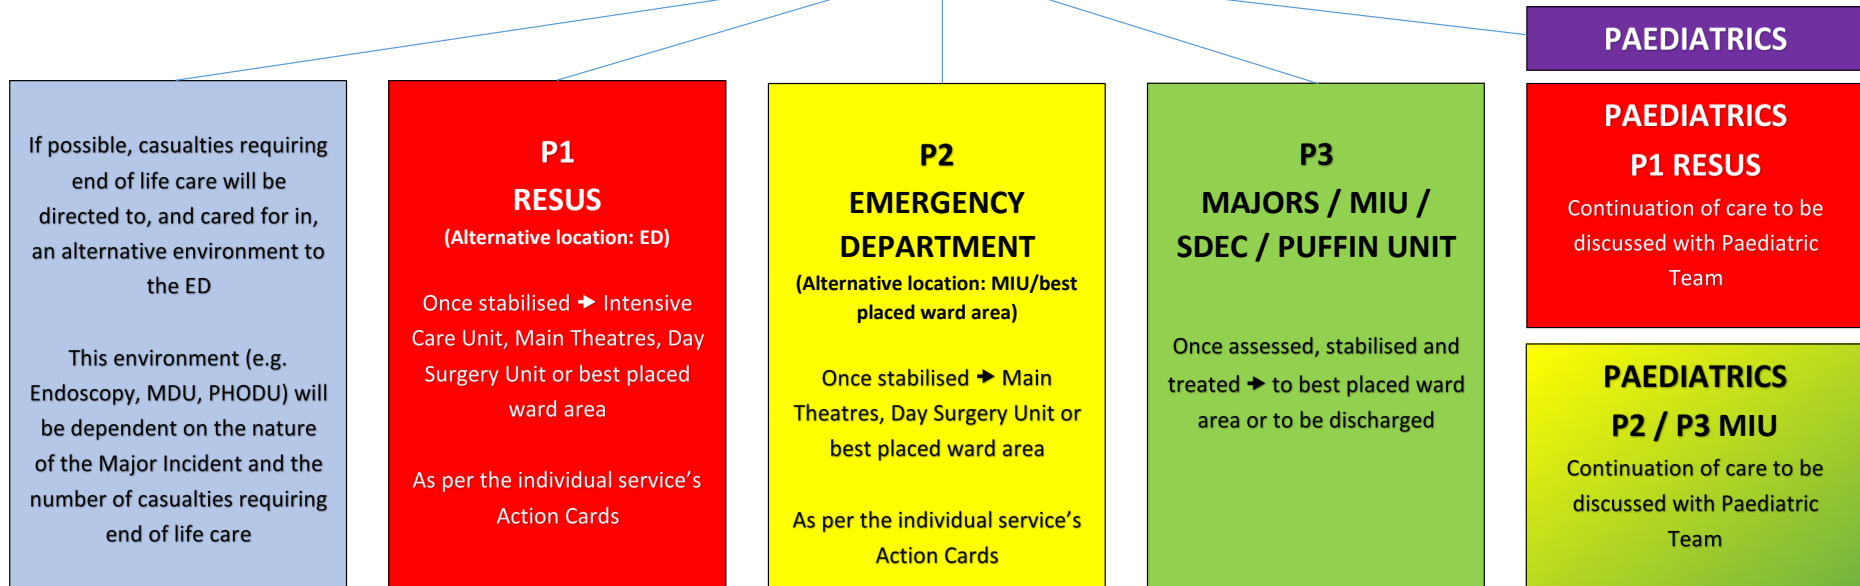 If possible, casualties requiring
end of life care will be
directed to, and cared for in,
an alternative environment to
the ED
This environment (e.g.
Endoscopy, MDU, PHODU) will
be dependent on the nature
of the Major Incident and the
number of casualties requiring
end of life care
P1
RESUS
(Alternative location: ED)
Once stabilised ➔ Intensive
Care Unit, Main Theatres, Day
Surgery Unit or best placed
ward area
As per the individual service’s
Action Cards
P2
EMERGENCY
DEPARTMENT
(Alternative location: MIU/best
placed ward area)
Once stabilised ➔ Main
Theatres, Day Surgery Unit or
best placed ward area
As per the individual service’s
Action Cards
P3
MAJORS / MIU /
SDEC / PUFFIN UNIT
Once assessed, stabilised and
treated ➔ to best placed ward
area or to be discharged
PAEDIATRICS
PAEDIATRICS
P1 RESUS
Continuation of care to be
discussed with Paediatric
Team
PAEDIATRICS
P2 / P3 MIU
Continuation of care to be
discussed with Paediatric
Team